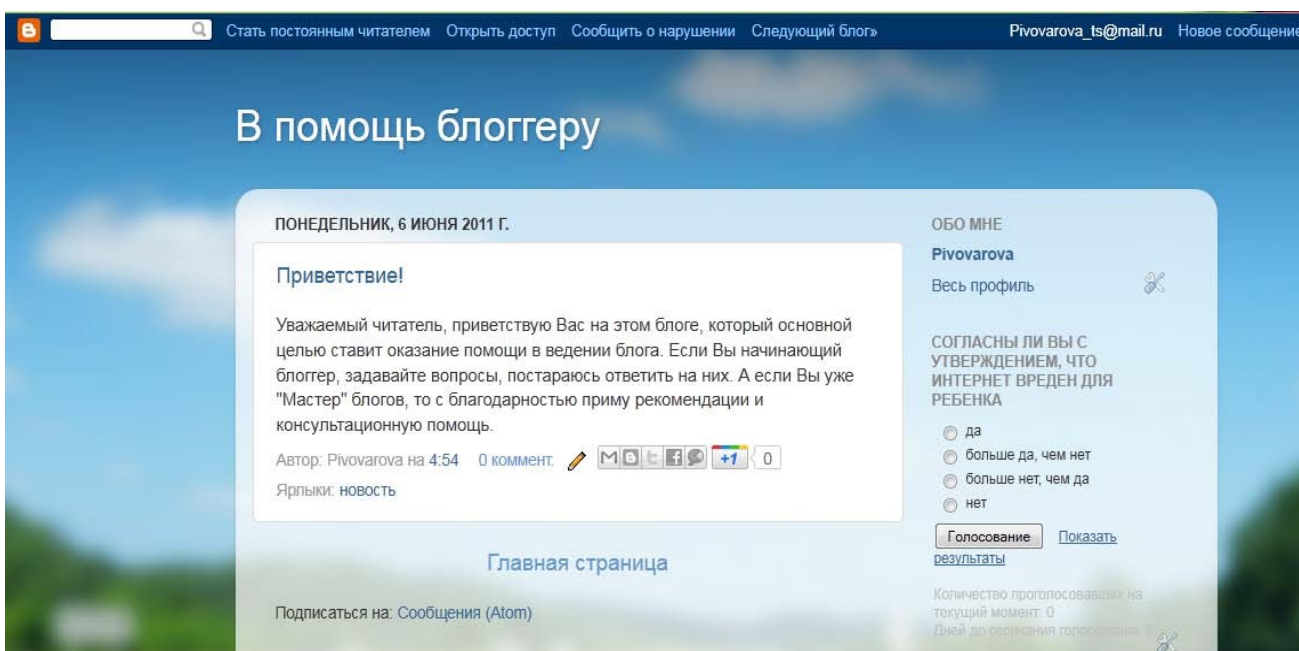 Стать постоянным читателем Открыть доступ Сообщить о нарушении Следующий блог» Pivovarova_ts@mail.ru Новое сообщение
В помощь блоггеру
ПОНЕДЕЛЬНИК, 6 ИЮНЯ 2011 Г.
Приветствие!
Уважаемый читатель, приветствую Вас на этом блоге, который основной
целью ставит оказание помощи в ведении блога. Если Вы начинающий
блоггер, задавайте вопросы, постараюсь ответить на них. А если Вы уже
"Мастер" блогов, то с благодарностью приму рекомендации и
консультационную помощь.
Автор: Pivovarova на 4:54 0 коммент. +1 0
Ярлыки: новость
Главная страница
Подписаться на: Сообщения (Atom)
ОБО МНЕ
Pivovarova
Весь профиль
СОГЛАСНЫ ЛИ ВЫ С
УТВЕРЖДЕНИЕМ, ЧТО
ИНТЕРНЕТ ВРЕДЕН ДЛЯ
РЕБЕНКА
да
больше да, чем нет
больше нет, чем да
нет
Голосование Показать
результаты
Количество проголосовавших на
текущий момент: 0
Дней до окончания голосования